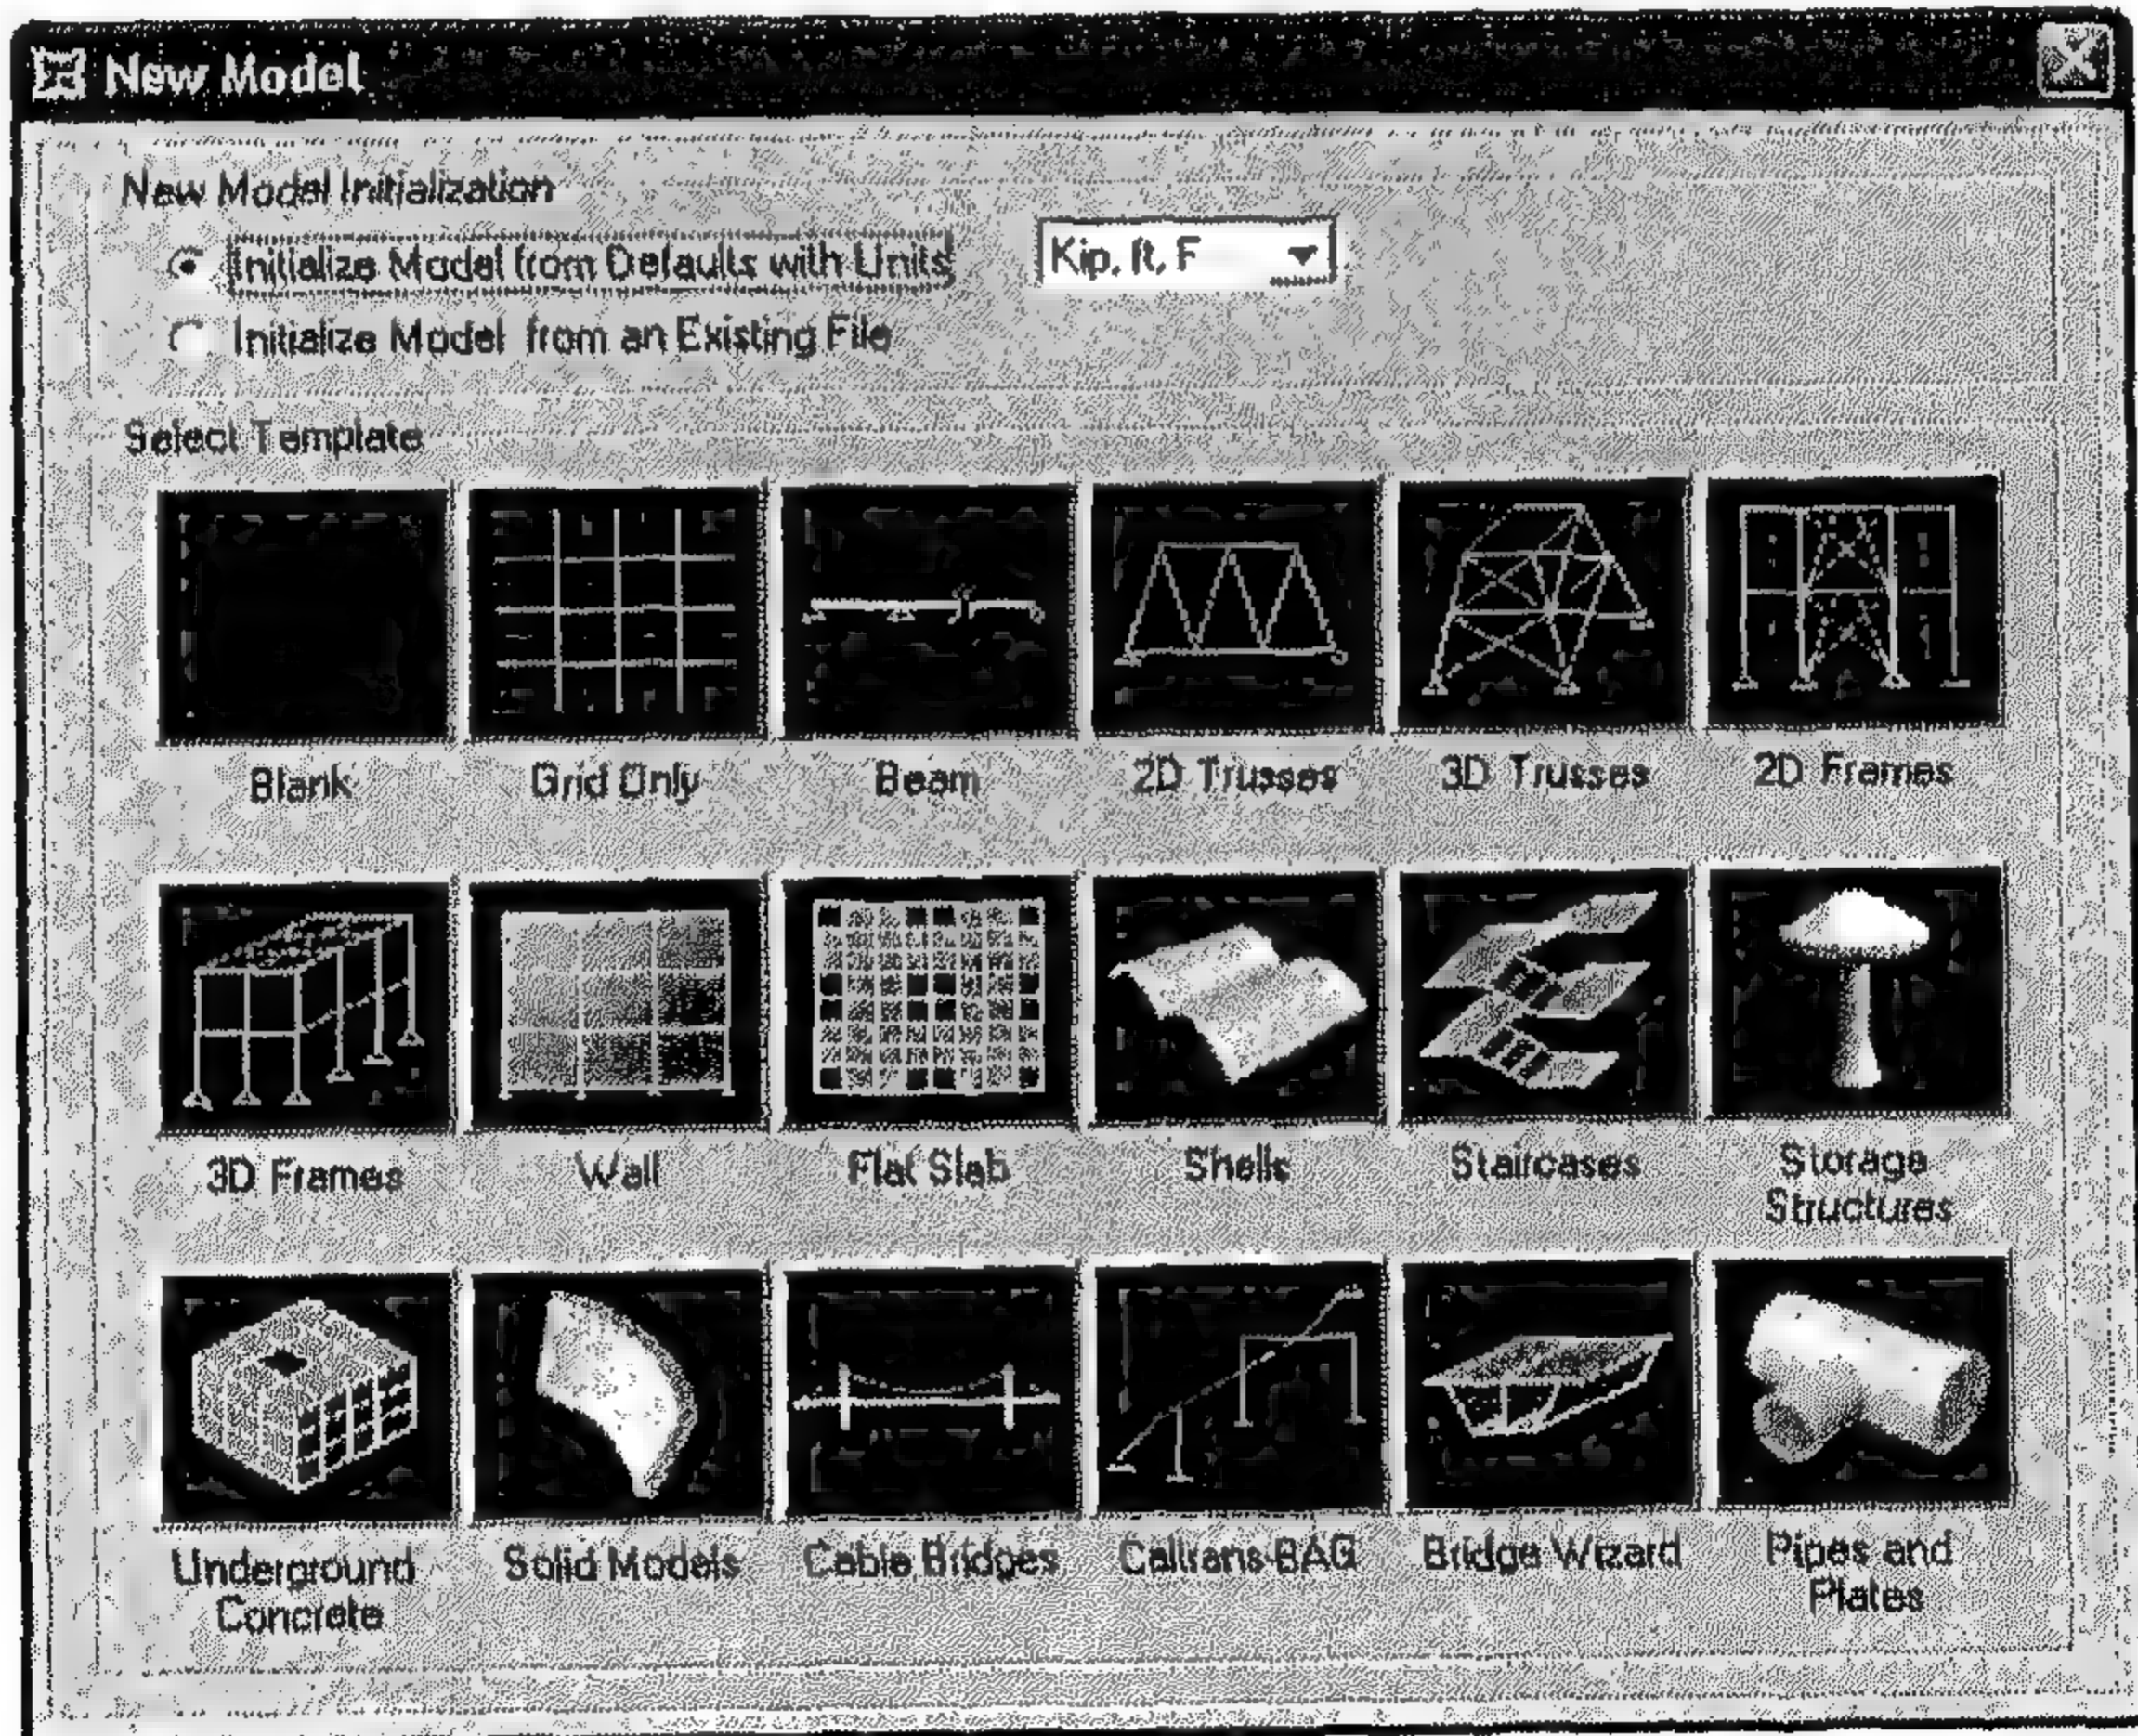 New Model
New Model Initialization
Initialize Model from Defaults with Units
Kip, ft, F
Initialize Model from an Existing File
Select Template
Blank
Grid Only
Beam
2D Trusses
3D Trusses
2D Frames
3D Frames
Wall
Flat Slab
Shells
Staircases
Storage
Structures
Underground
Concrete
Solid Models
Cable Bridges
Caltrans-BAG
Bridge Wizard
Pipes and
Plates